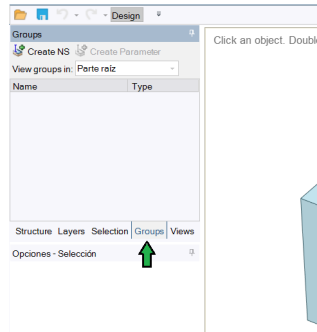 Design
Groups
Create NS Create Parameter
View groups in: Parte raíz
Name Type
Structure Layers Selection Groups Views
Opciones - Selección
Click an object. Double